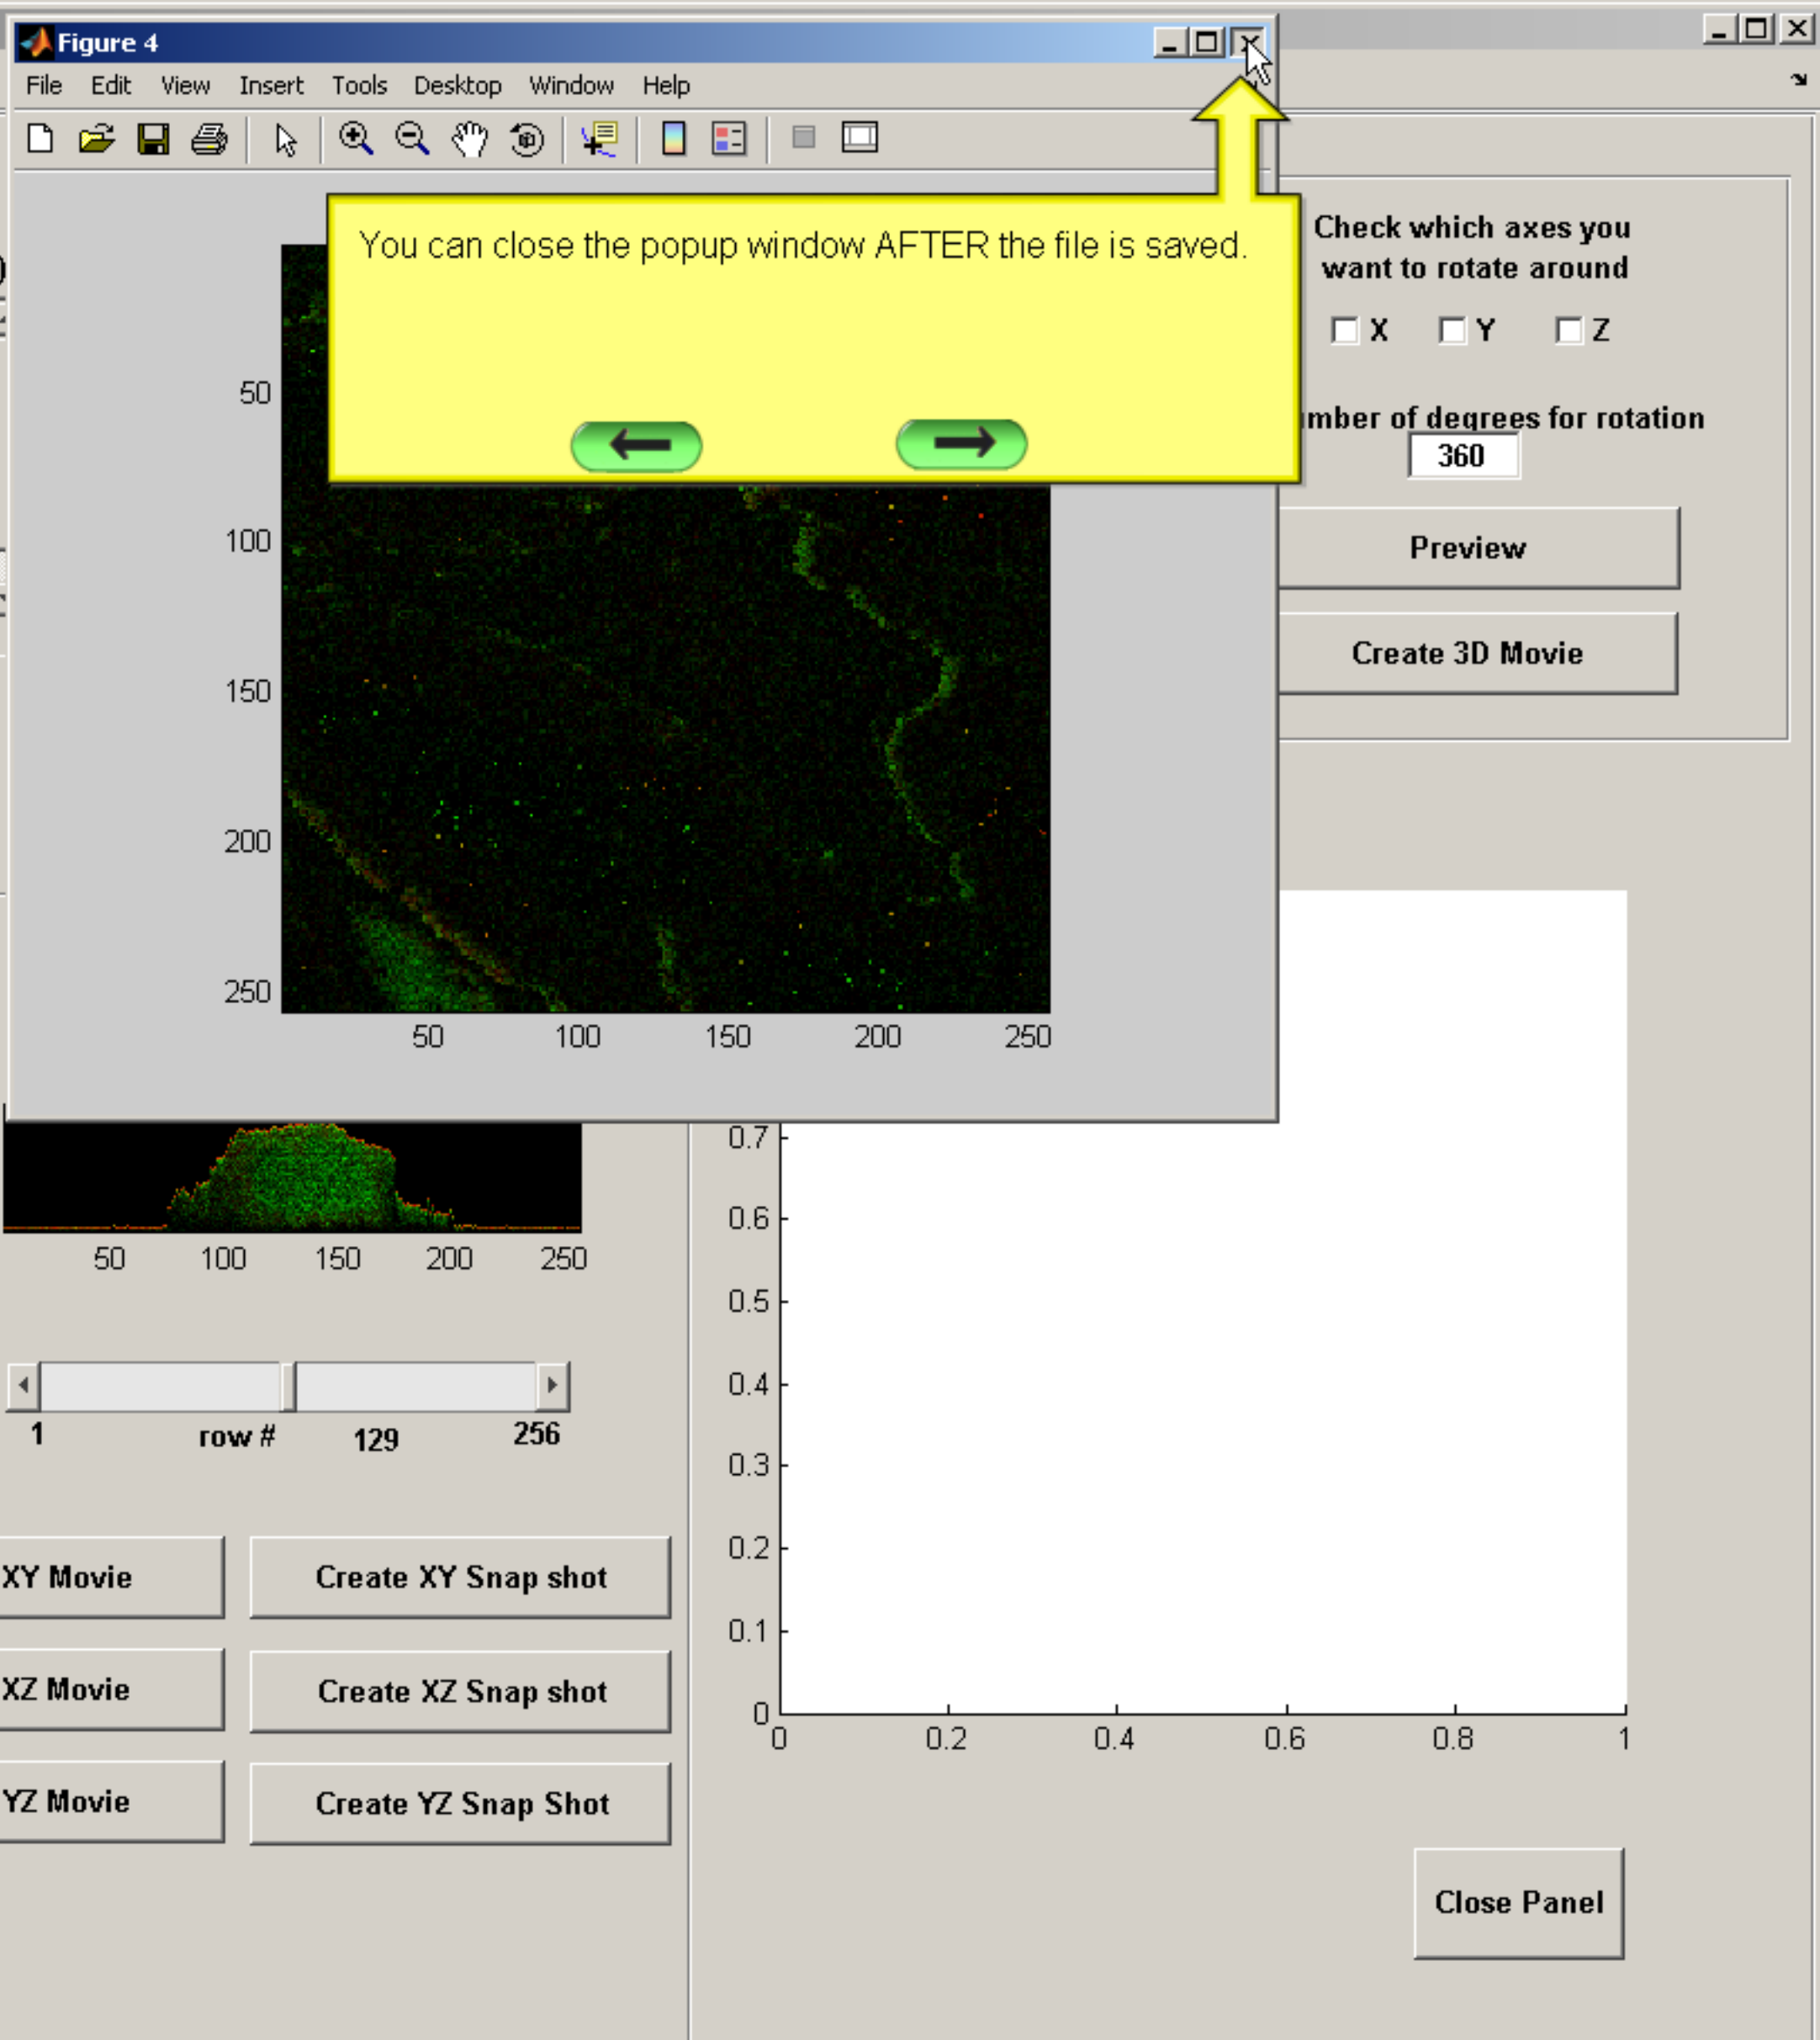 Figure 4
File Edit View Insert Tools Desktop Window Help
You can close the popup window AFTER the file is saved.
50
100
150
200
250
50 100 150 200 250
Check which axes you
want to rotate around
X Y Z
of degrees for rotation
360
Preview
Create 3D Movie
50 100 150 200 250
1 row # 129 256
XY Movie Create XY Snap shot
XZ Movie Create XZ Snap shot
YZ Movie Create YZ Snap Shot
0.7
0.6
0.5
0.4
0.3
0.2
0.1
0
0 0.2 0.4 0.6 0.8 1
Close Panel